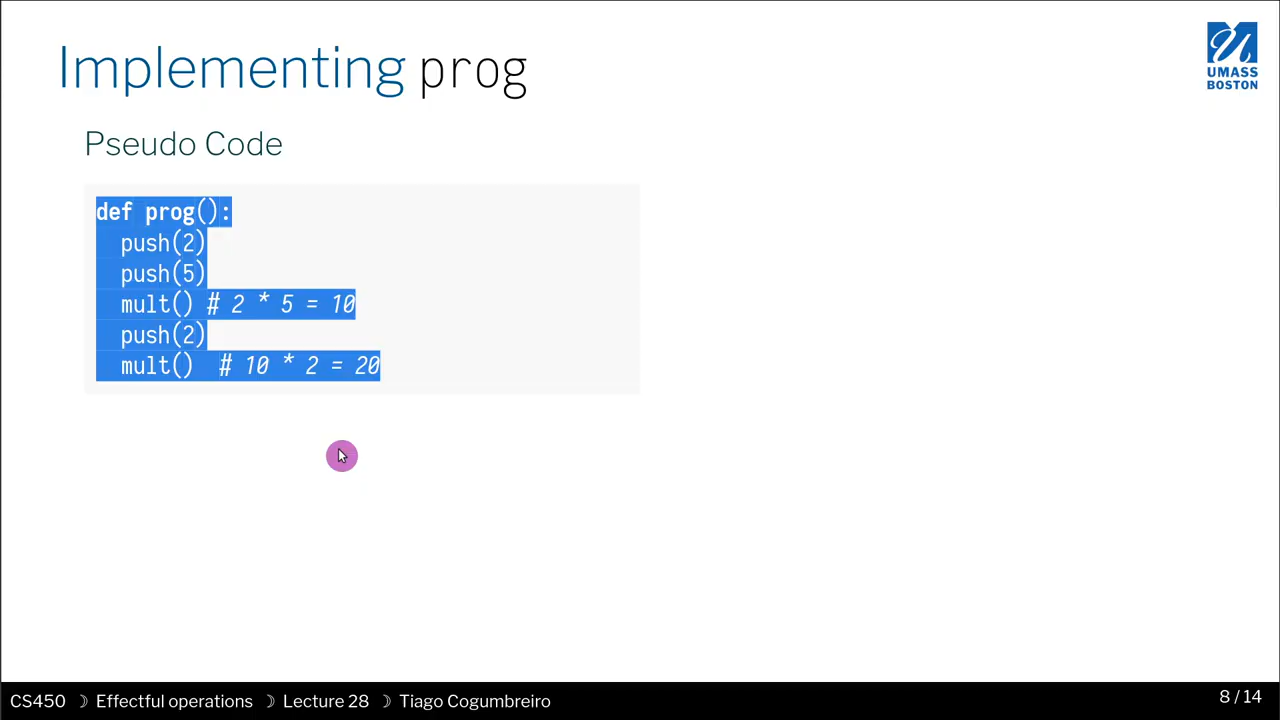 Implementing prog
UMASS
BOSTON
Pseudo Code
def prog():
  push(2)
  push(5)
  mult() # 2 * 5 = 10
  push(2)
  mult()  # 10 * 2 = 20
CS450 ☽ Effectful operations ☽ Lecture 28 ☽ Tiago Cogumbreiro
8 / 14